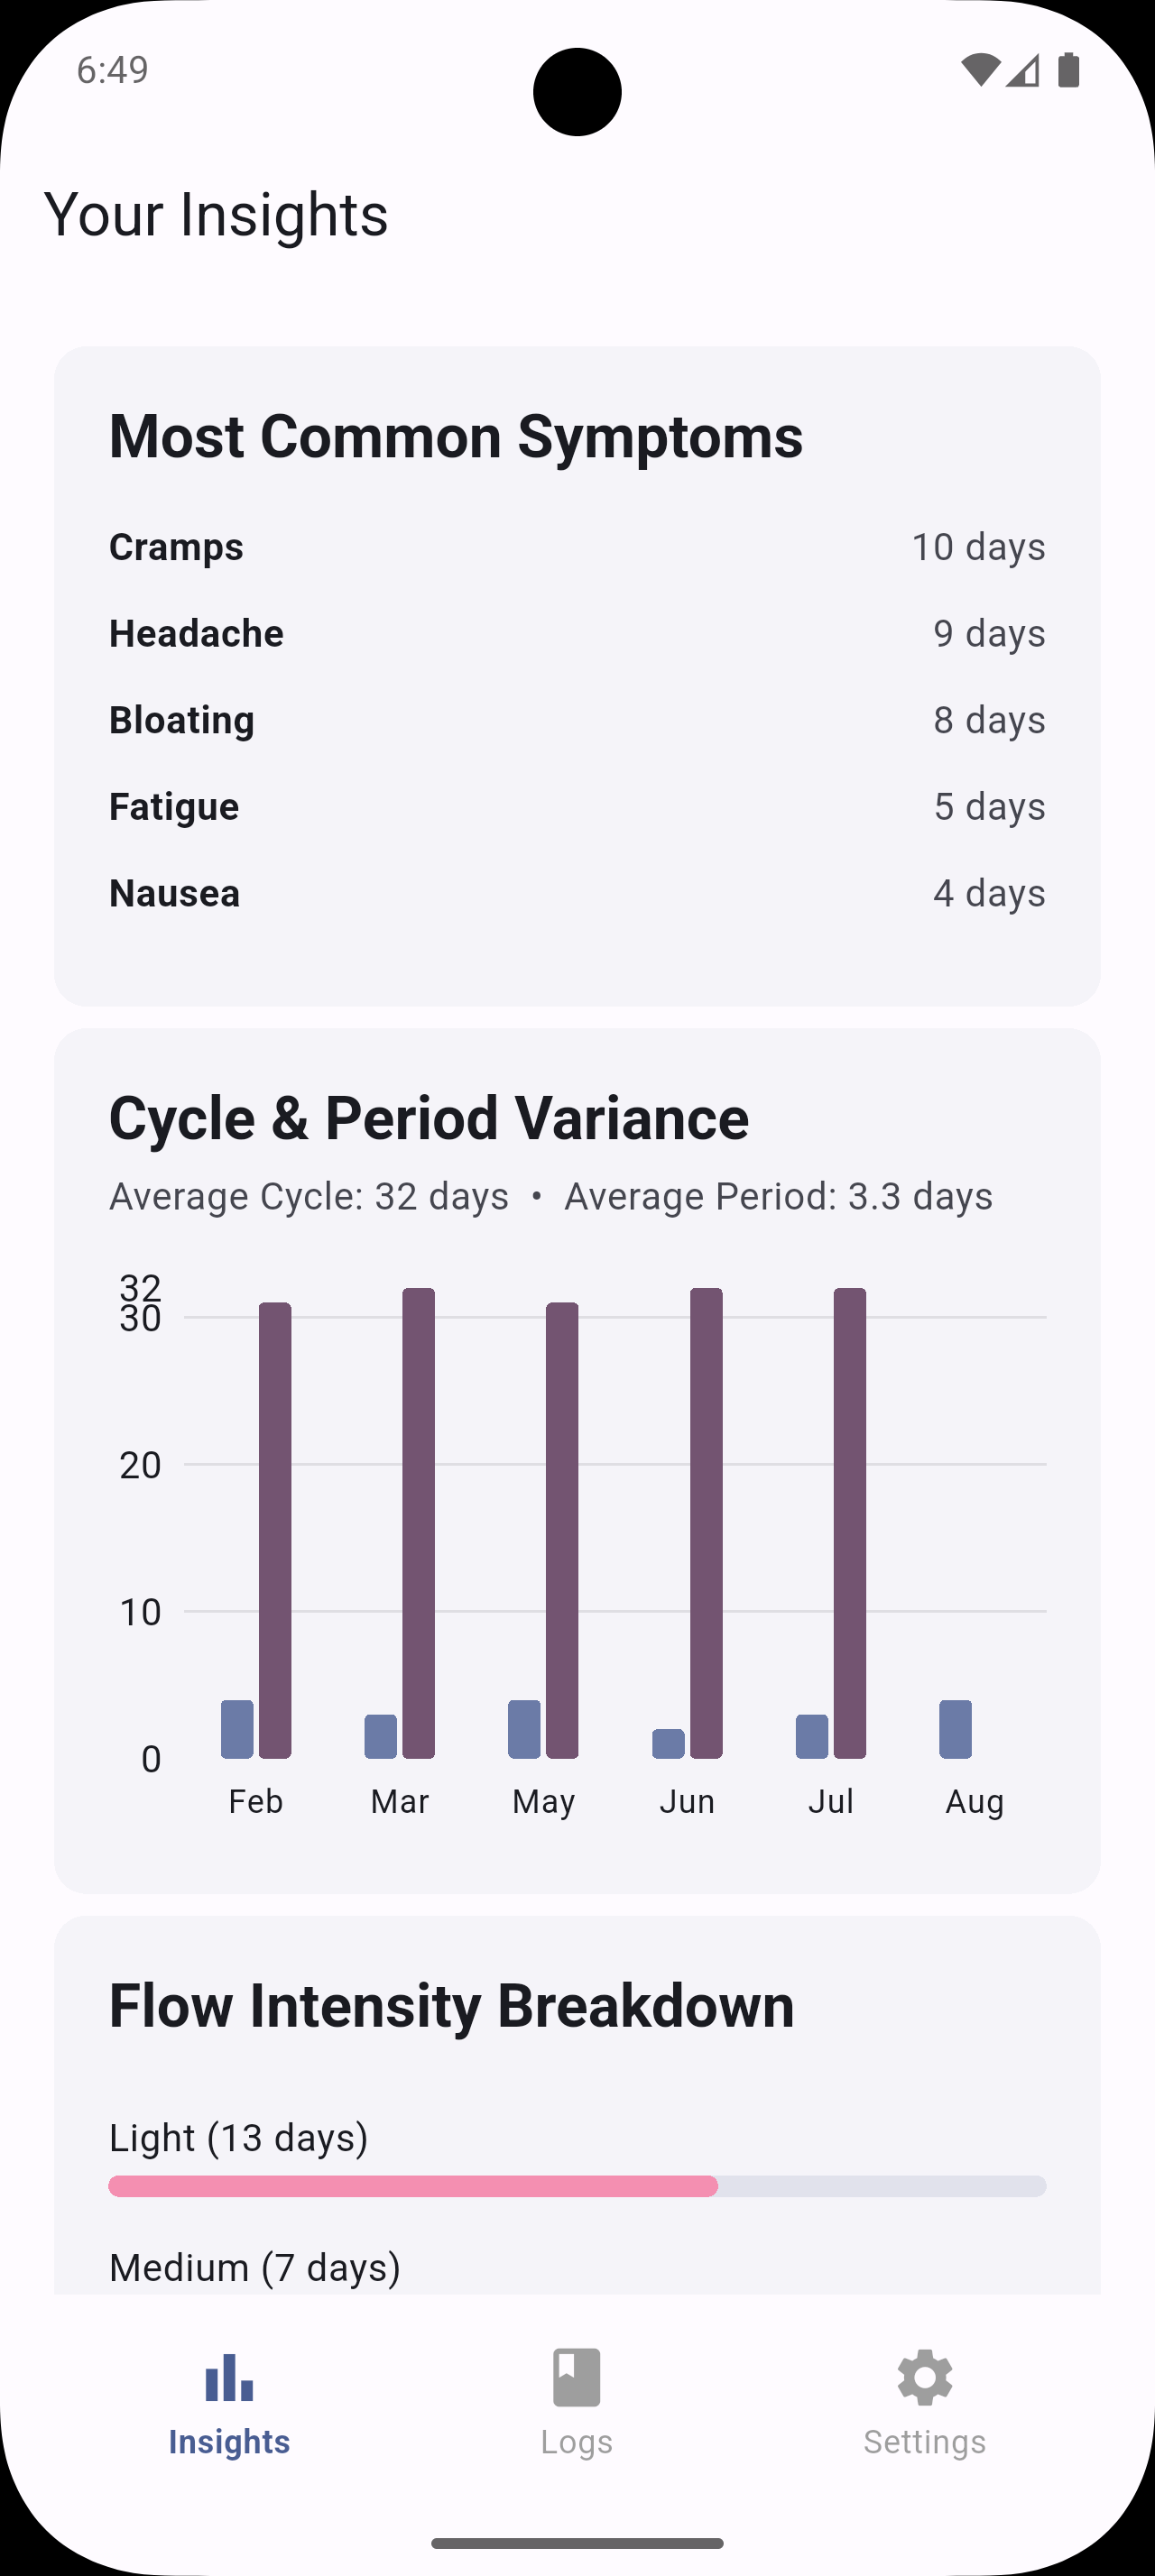 6:49
Your Insights
Most Common Symptoms
Cramps 10 days
Headache 9 days
Bloating 8 days
Fatigue 5 days
Nausea 4 days
Cycle & Period Variance
Average Cycle: 32 days • Average Period: 3.3 days
32
30
20
10
0
Feb Mar May Jun Jul Aug
Flow Intensity Breakdown
Light (13 days)
Medium (7 days)
Insights Logs Settings